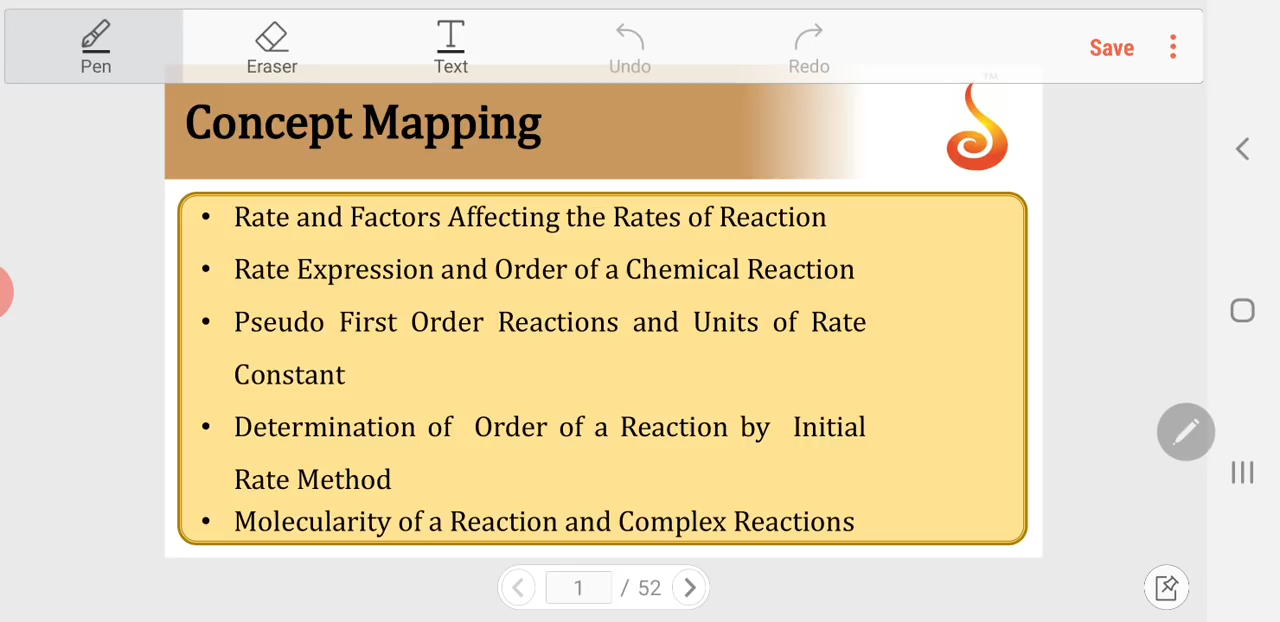 Pen
Eraser
Text
Undo
Redo
Save
TM
Concept Mapping
• Rate and Factors Affecting the Rates of Reaction
• Rate Expression and Order of a Chemical Reaction
• Pseudo First Order Reactions and Units of Rate
Constant
• Determination of Order of a Reaction by Initial
Rate Method
• Molecularity of a Reaction and Complex Reactions
1 / 52